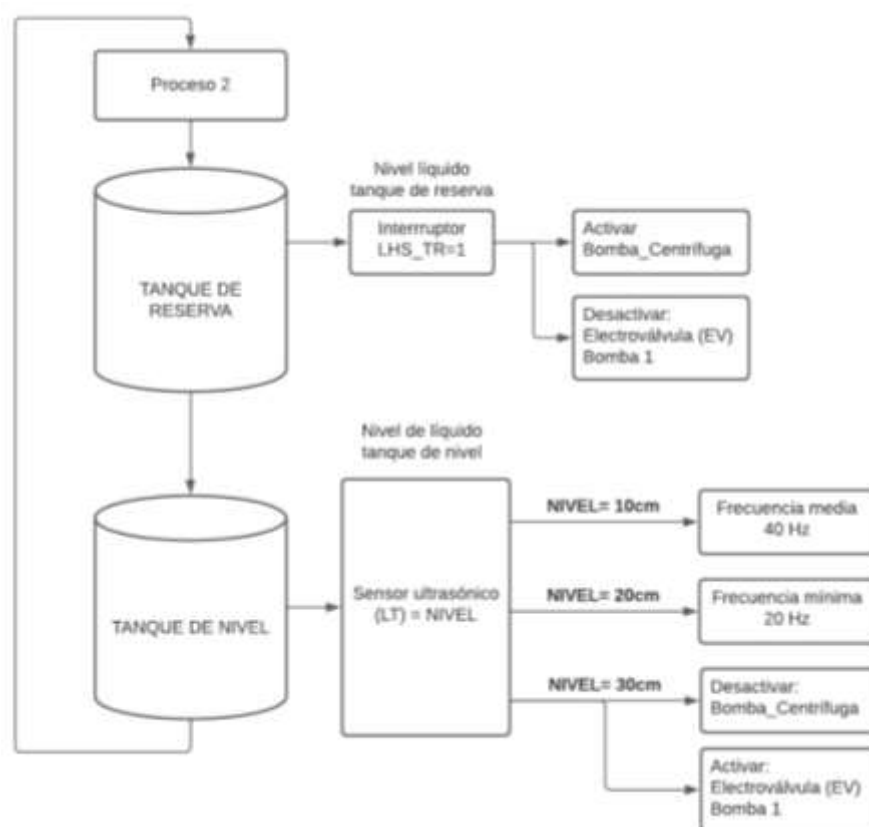 Proceso 2
Nivel líquido
tanque de reserva
Interrruptor
LHS_TR=1
Activar
Bomba_Centrífuga
TANQUE DE
RESERVA
Desactivar:
Electroválvula (EV)
Bomba 1
Nivel de líquido
tanque de nivel
NIVEL= 10cm
Frecuencia media
40 Hz
Sensor ultrasónico
(LT) = NIVEL
NIVEL= 20cm
Frecuencia mínima
20 Hz
TANQUE DE NIVEL
NIVEL= 30cm
Desactivar:
Bomba_Centrífuga
Activar:
Electroválvula (EV)
Bomba 1